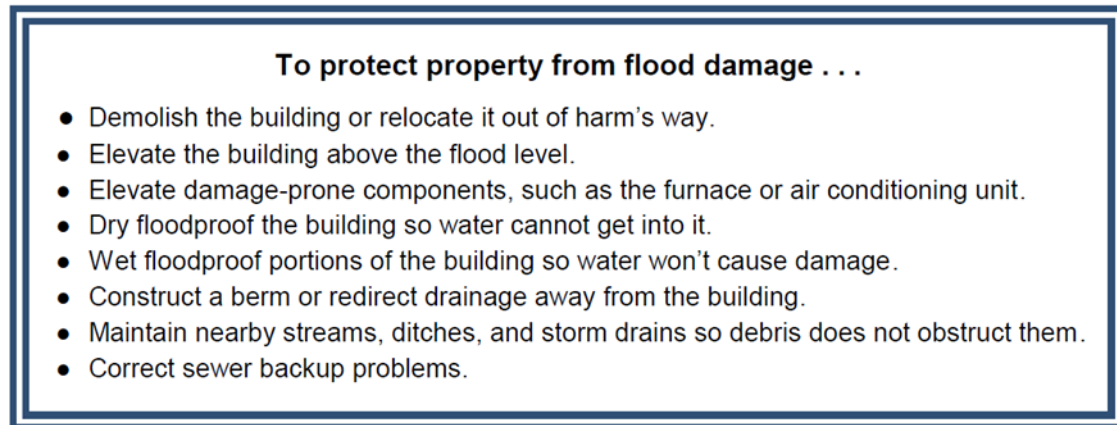 To protect property from flood damage . . .
● Demolish the building or relocate it out of harm’s way.
● Elevate the building above the flood level.
● Elevate damage-prone components, such as the furnace or air conditioning unit.
● Dry floodproof the building so water cannot get into it.
● Wet floodproof portions of the building so water won’t cause damage.
● Construct a berm or redirect drainage away from the building.
● Maintain nearby streams, ditches, and storm drains so debris does not obstruct them.
● Correct sewer backup problems.